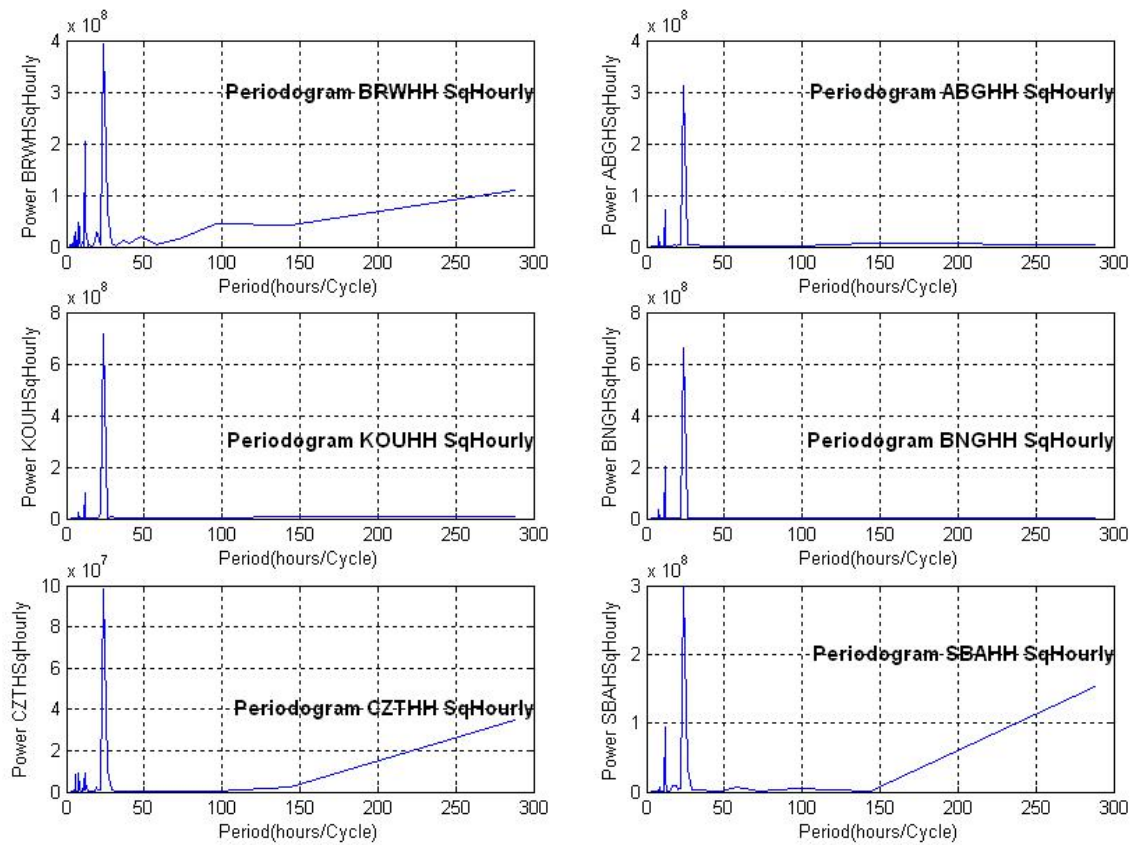 x 10^8
Power BRWHSqHourly
4
3
2
1
0
Periodogram BRWHH SqHourly
0 50 100 150 200 250 300
Period(hours/Cycle)
x 10^8
Power ABGHSqHourly
4
3
2
1
0
Periodogram ABGHH SqHourly
0 50 100 150 200 250 300
Period(hours/Cycle)
x 10^8
Power KOUHSqHourly
8
6
4
2
0
Periodogram KOUHH SqHourly
0 50 100 150 200 250 300
Period(hours/Cycle)
x 10^8
Power BNGHSqHourly
8
6
4
2
0
Periodogram BNGHH SqHourly
0 50 100 150 200 250 300
Period(hours/Cycle)
x 10^7
Power CZTHSqHourly
10
8
6
4
2
0
Periodogram CZTHH SqHourly
0 50 100 150 200 250 300
Period(hours/Cycle)
x 10^8
Power SBAHSqHourly
3
2
1
0
Periodogram SBAHH SqHourly
0 50 100 150 200 250 300
Period(hours/Cycle)